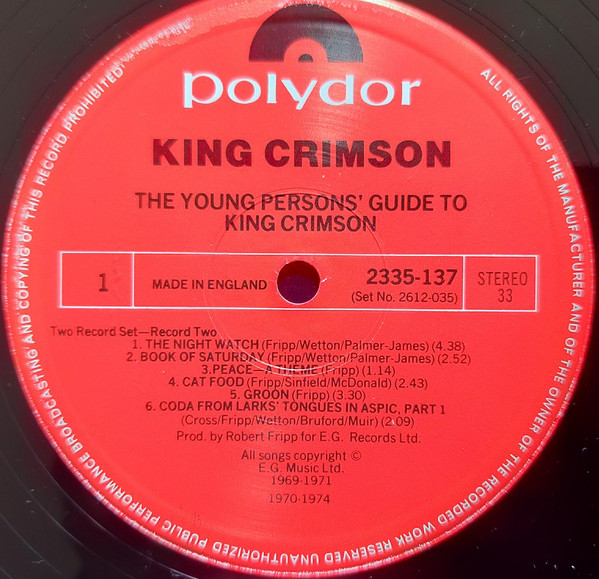 polydor
KING CRIMSON
THE YOUNG PERSONS' GUIDE TO
KING CRIMSON
1
MADE IN ENGLAND
2335-137
(Set No. 2612-035)
STEREO
33
Two Record Set—Record Two
1. THE NIGHT WATCH (Fripp/Wetton/Palmer-James) (4.38)
2. BOOK OF SATURDAY (Fripp/Wetton/Palmer-James) (2.52)
3. PEACE—A THEME (Fripp) (1.14)
4. CAT FOOD (Fripp/Sinfield/McDonald) (2.43)
5. GROON (Fripp) (3.30)
6. CODA FROM LARKS' TONGUES IN ASPIC, PART 1
(Cross/Fripp/Wetton/Bruford/Muir) (2.09)
Prod. by Robert Fripp for E.G. Records Ltd.
All songs copyright ©
E.G. Music Ltd.
1969-1971
1970-1974
ALL RIGHTS OF THE MANUFACTURER AND OF THE OWNER OF THE RECORDED WORK RESERVED UNAUTHORIZED PUBLIC PERFORMANCE BROADCASTING AND COPYING OF THIS RECORD PROHIBITED